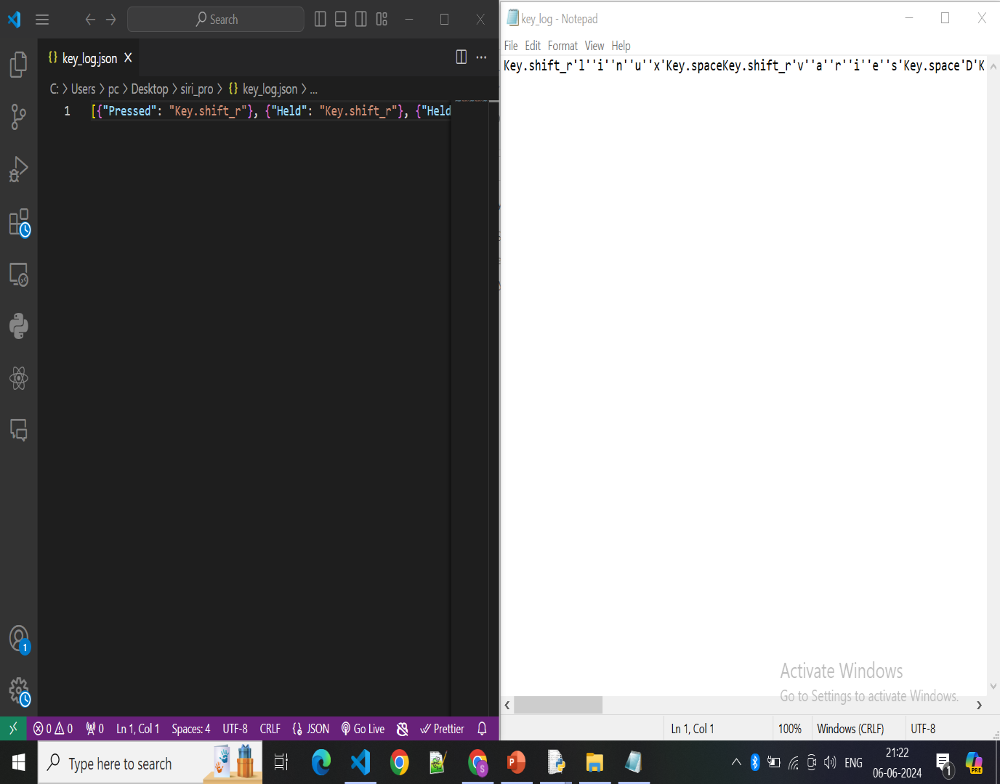 Search
key_log.json
C: > Users > pc > Desktop > siri_pro > {} key_log.json > ...
1 [{"Pressed": "Key.shift_r"}, {"Held": "Key.shift_r"}, {"Held
1
0 0 0 Ln 1, Col 1 Spaces: 4 UTF-8 CRLF {} JSON Go Live Prettier
key_log - Notepad
File Edit Format View Help
Key.shift_r'l''i''n''u''x'Key.spaceKey.shift_r'v''a''r''i''e''s'Key.space'D'K
Activate Windows
Go to Settings to activate Windows.
Ln 1, Col 1 100% Windows (CRLF) UTF-8
Type here to search
S
P
ENG
21:22
06-06-2024
1
PRE